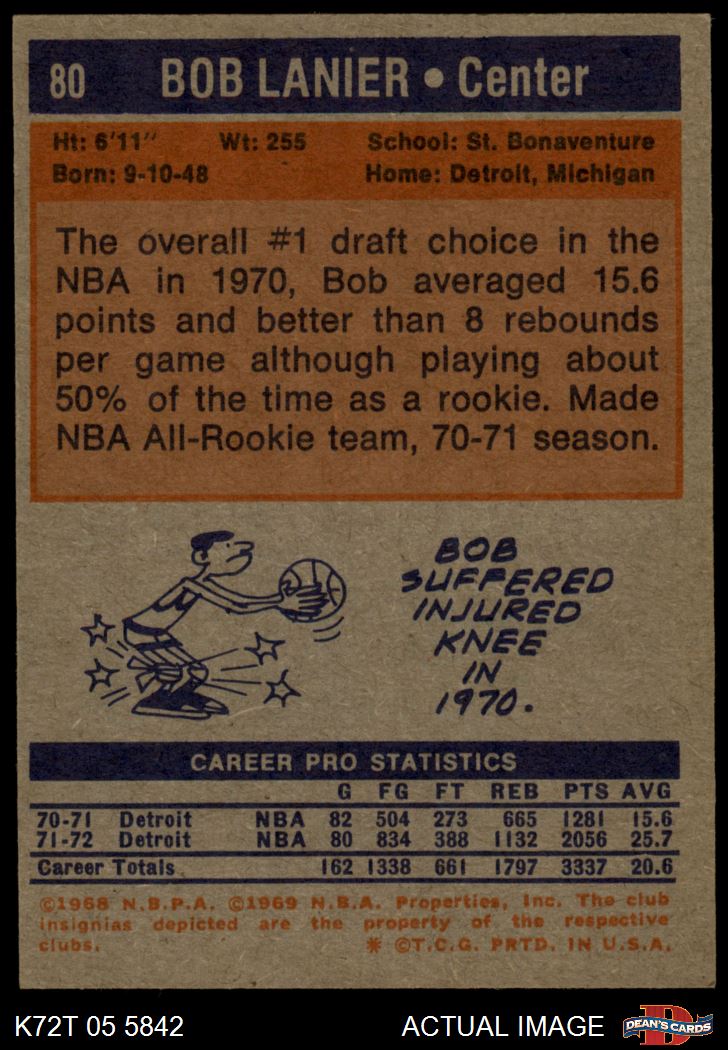 80 BOB LANIER • Center
Ht: 6'11" Wt: 255 School: St. Bonaventure
Born: 9-10-48 Home: Detroit, Michigan
The overall #1 draft choice in the
NBA in 1970, Bob averaged 15.6
points and better than 8 rebounds
per game although playing about
50% of the time as a rookie. Made
NBA All-Rookie team, 70-71 season.
BOB
SUFFERED
INJURED
KNEE
IN
1970.
CAREER PRO STATISTICS
G FG FT REB PTS AVG
70-71 Detroit NBA 82 504 273 665 1281 15.6
71-72 Detroit NBA 80 834 388 1132 2056 25.7
Career Totals 162 1338 661 1797 3337 20.6
©1968 N.B.P.A. ©1969 N.B.A. Properties, Inc. The club
insignias depicted are the property of the respective
clubs. * ©T.C.G. PRTD. IN U.S.A.
K72T 05 5842 ACTUAL IMAGE D DEAN'S CARDS